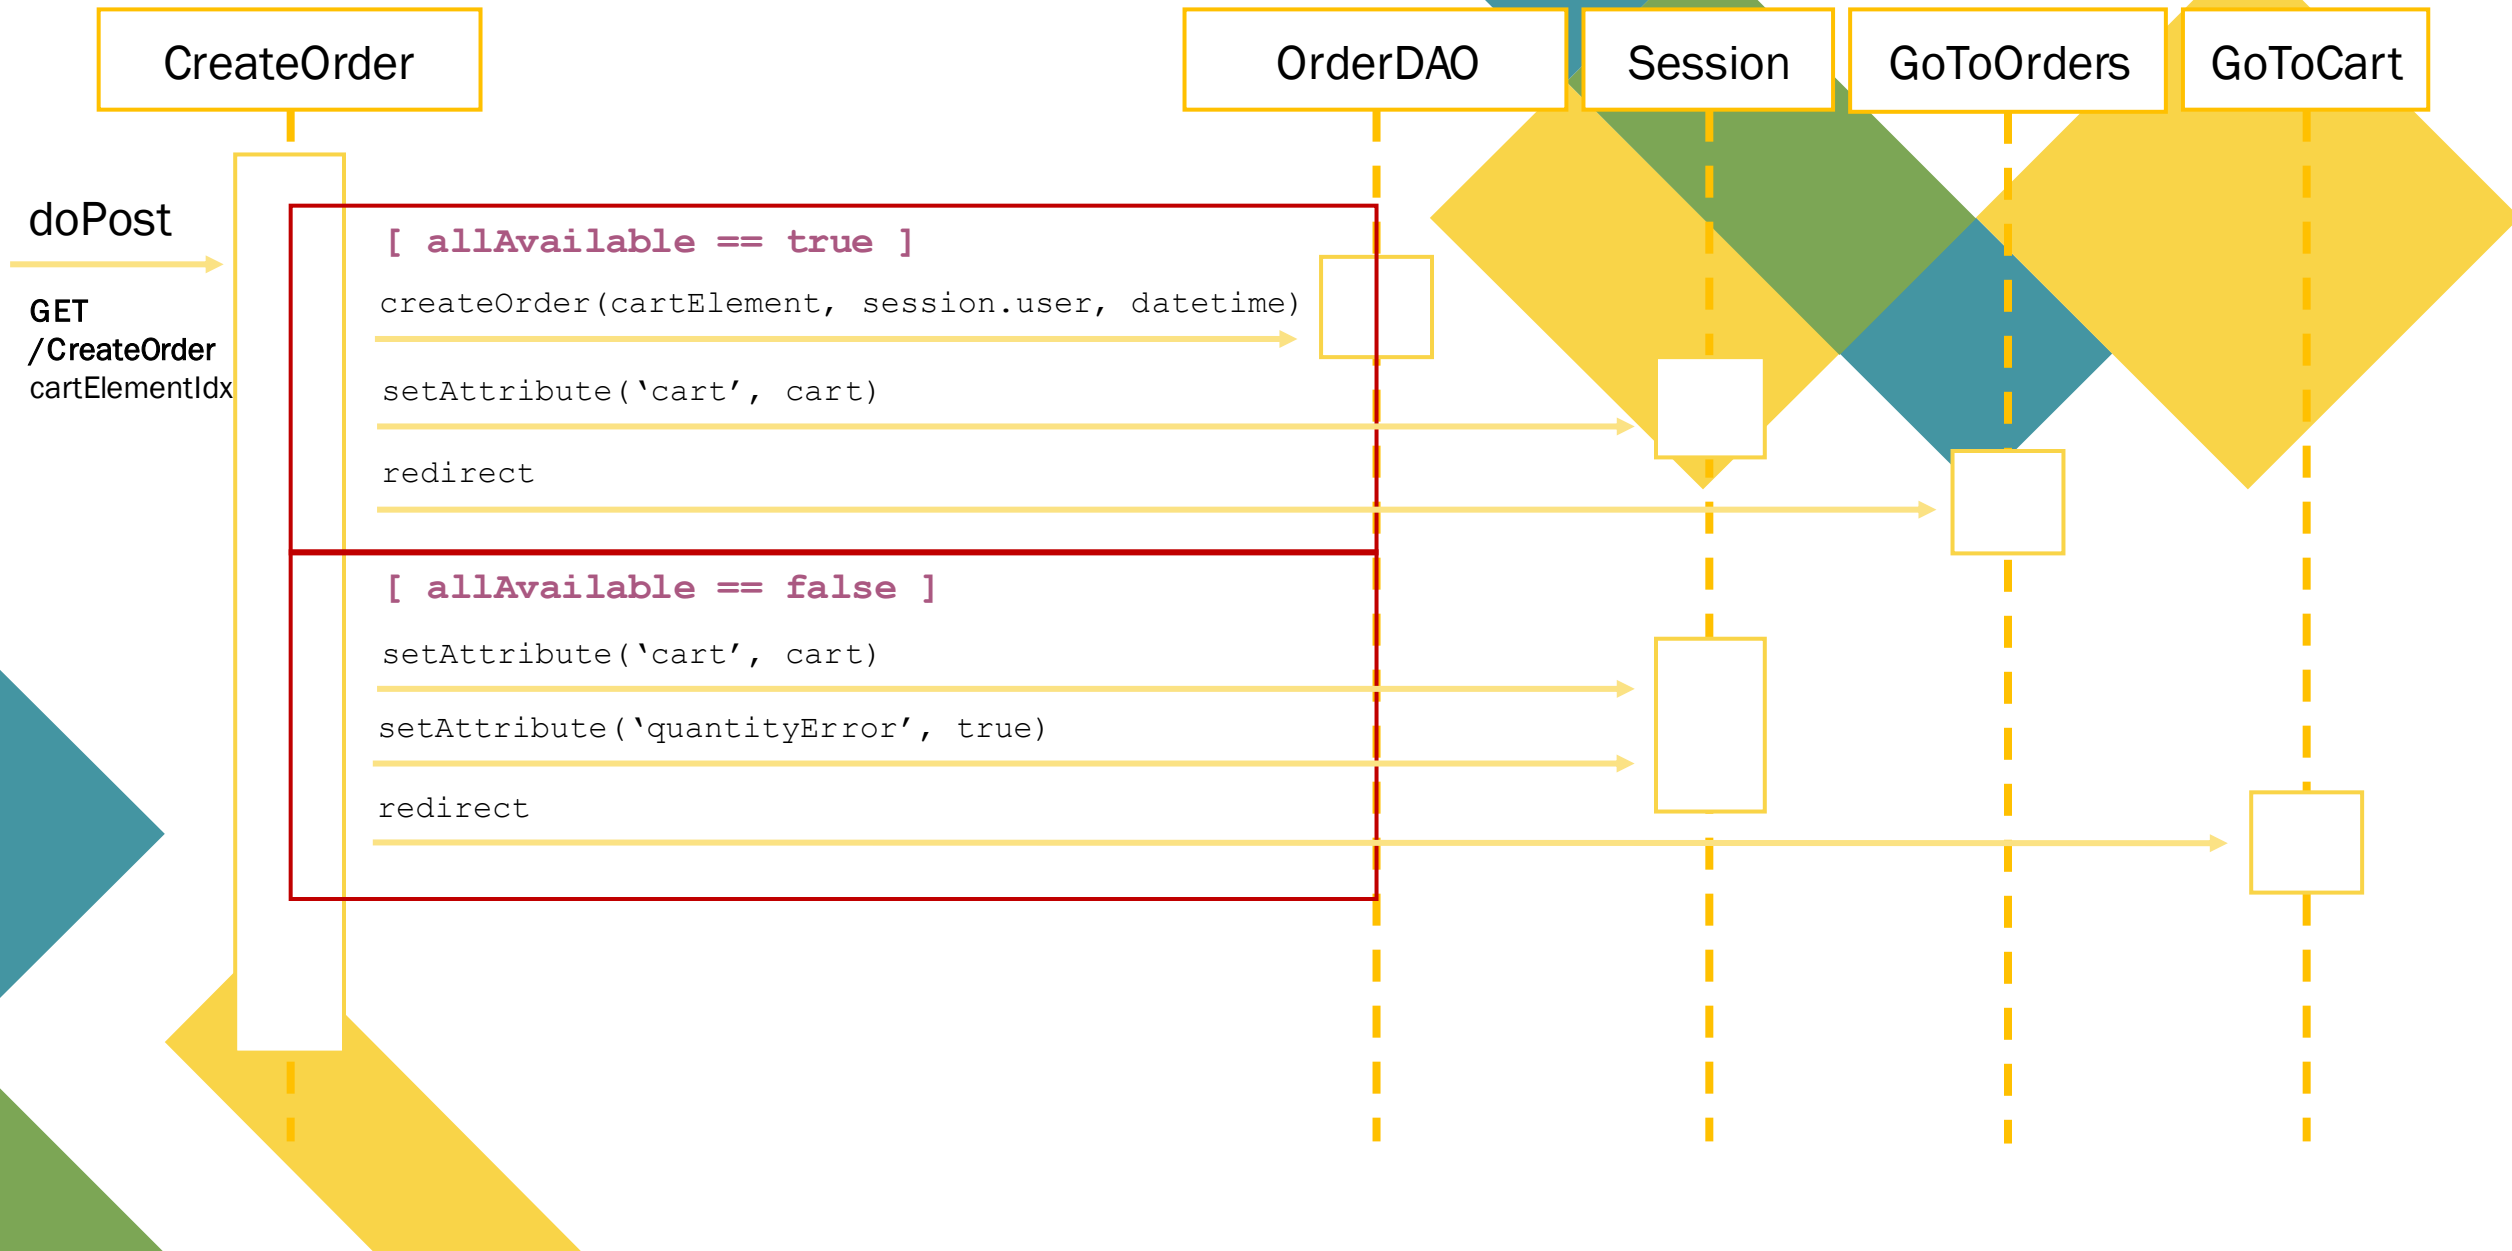 CreateOrder
OrderDAO
Session
GoToOrders
GoToCart
doPost
GET
/CreateOrder
cartElementIdx
[ allAvailable == true ]
createOrder(cartElement, session.user, datetime)
setAttribute(‘cart’, cart)
redirect
[ allAvailable == false ]
setAttribute(‘cart’, cart)
setAttribute(‘quantityError’, true)
redirect